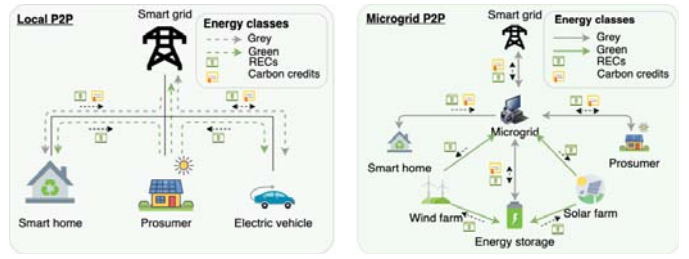 Local P2P
Smart grid
Energy classes
Grey
Green
RECs
Carbon credits
Smart home
Prosumer
Electric vehicle
Microgrid P2P
Smart grid
Energy classes
Grey
Green
RECs
Carbon credits
Microgrid
Smart home
Prosumer
Wind farm
Solar farm
Energy storage